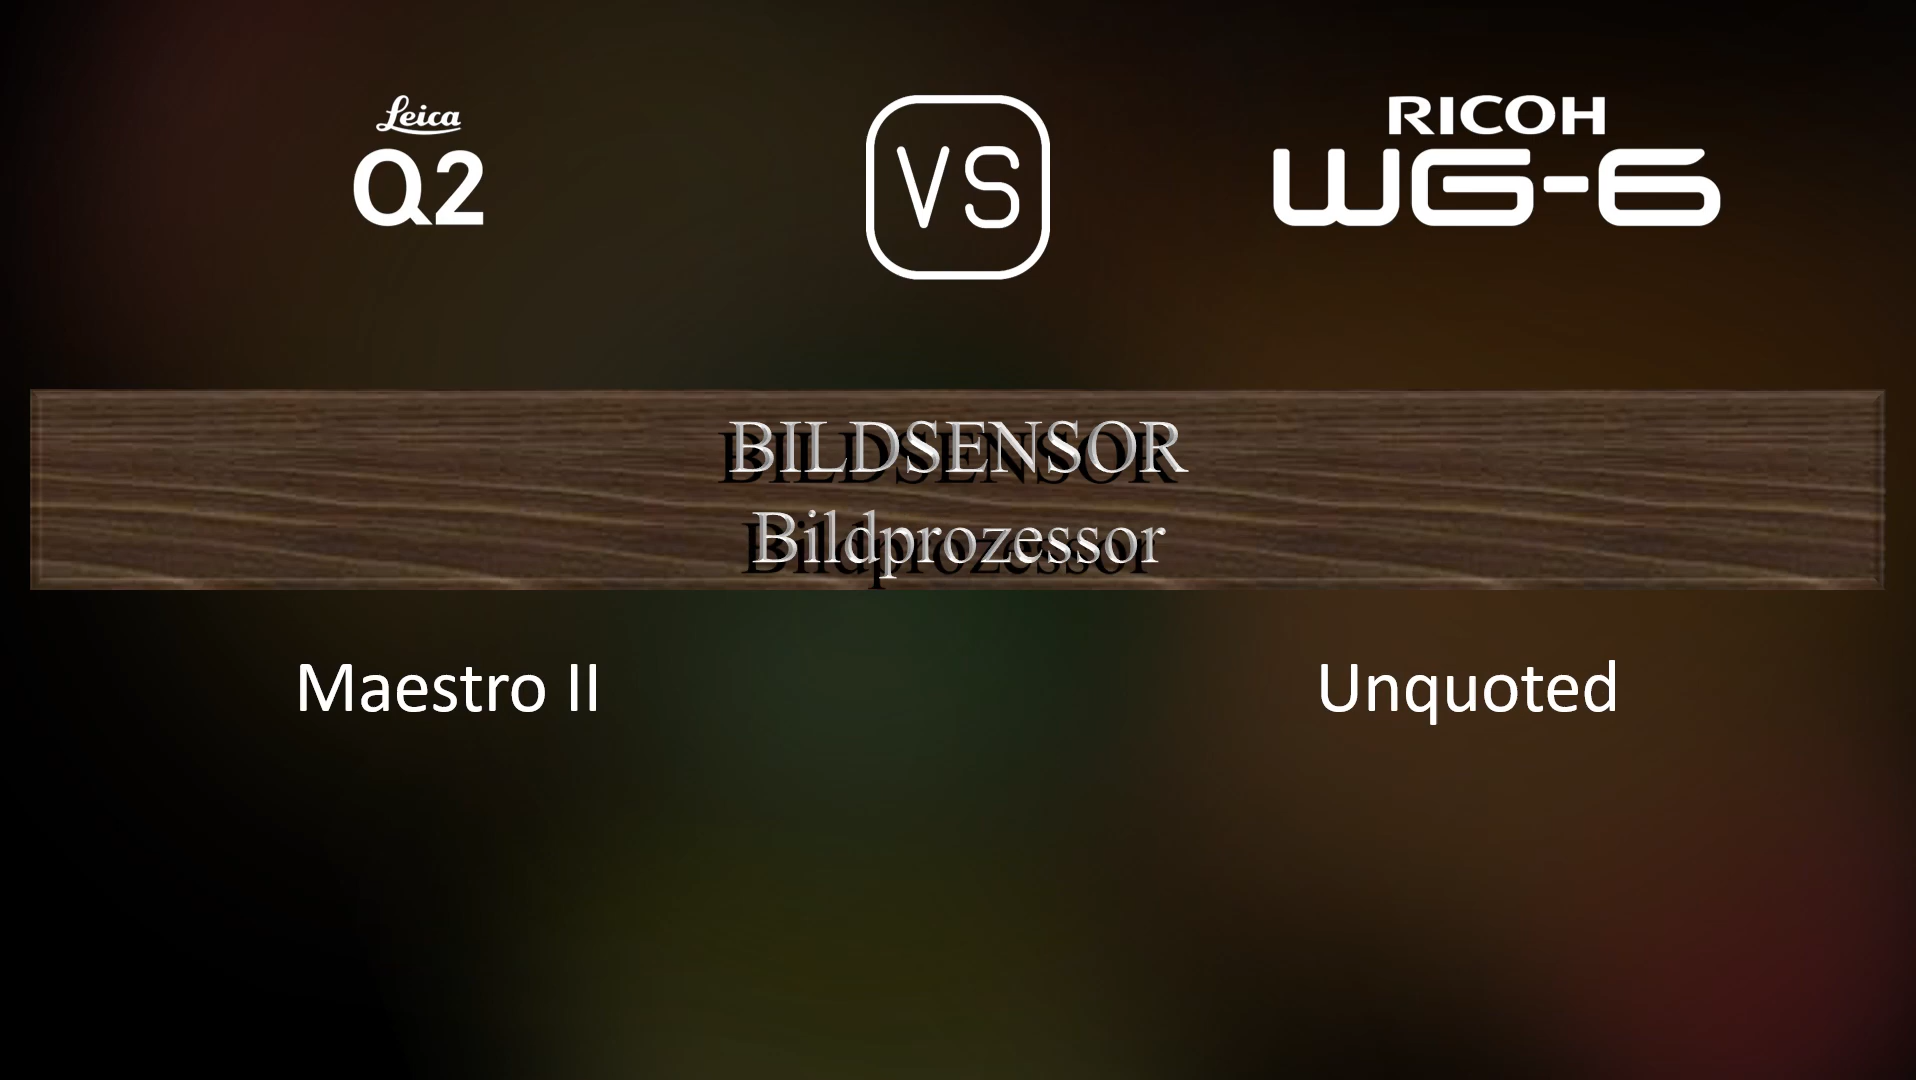 Leica
Q2
VS
RICOH
WG-6
BILDSENSOR
Bildprozessor
Maestro II
Unquoted